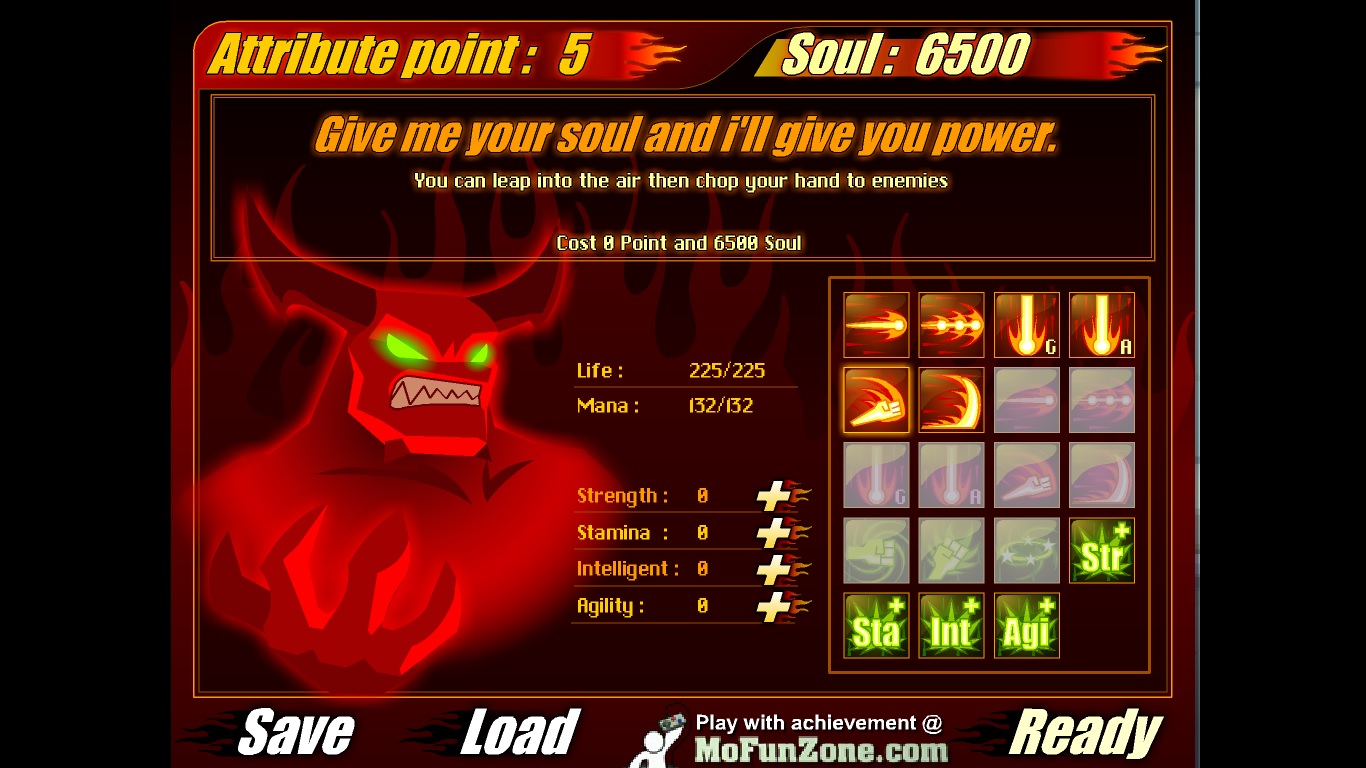 Attribute point : 5
Soul : 6500
Give me your soul and i'll give you power.
You can leap into the air then chop your hand to enemies
Cost 0 Point and 6500 Soul
G
A
Life : 225/225
Mana : 132/132
G
A
Strength : 0
Stamina : 0
Intelligent : 0
Agility : 0
Str
Sta
Int
Agi
Save
Load
Play with achievement @
MoFunZone.com
Ready